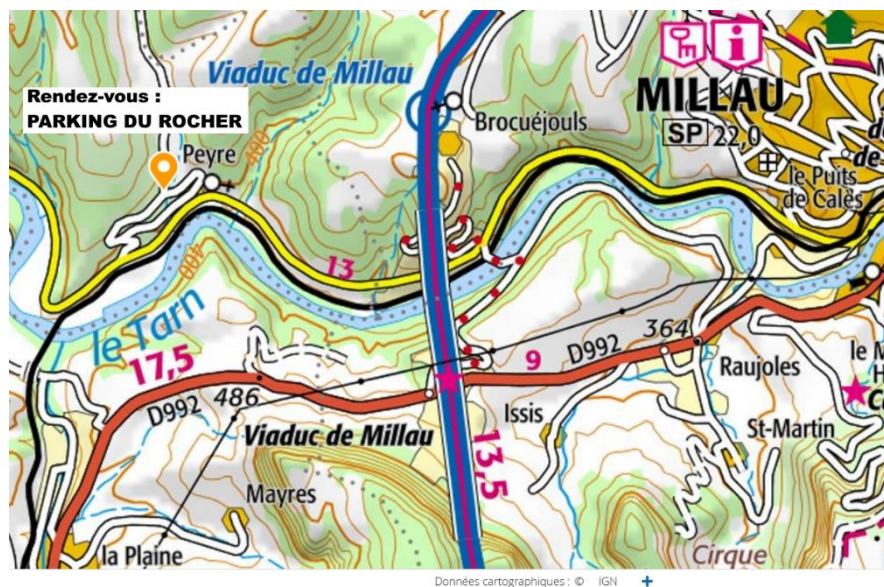 Viaduc de Millau
MILLAU
SP 22,0
Rendez-vous :
PARKING DU ROCHER
Brocuéjouls
Peyre
400
le Puits
de Calès
400
13
le Tarn
17,5
D992
486
9
D992
364
Raujoles
Viaduc de Millau
Issis
13,5
St-Martin
Mayres
la Plaine
Cirque
Données cartographiques : © IGN +